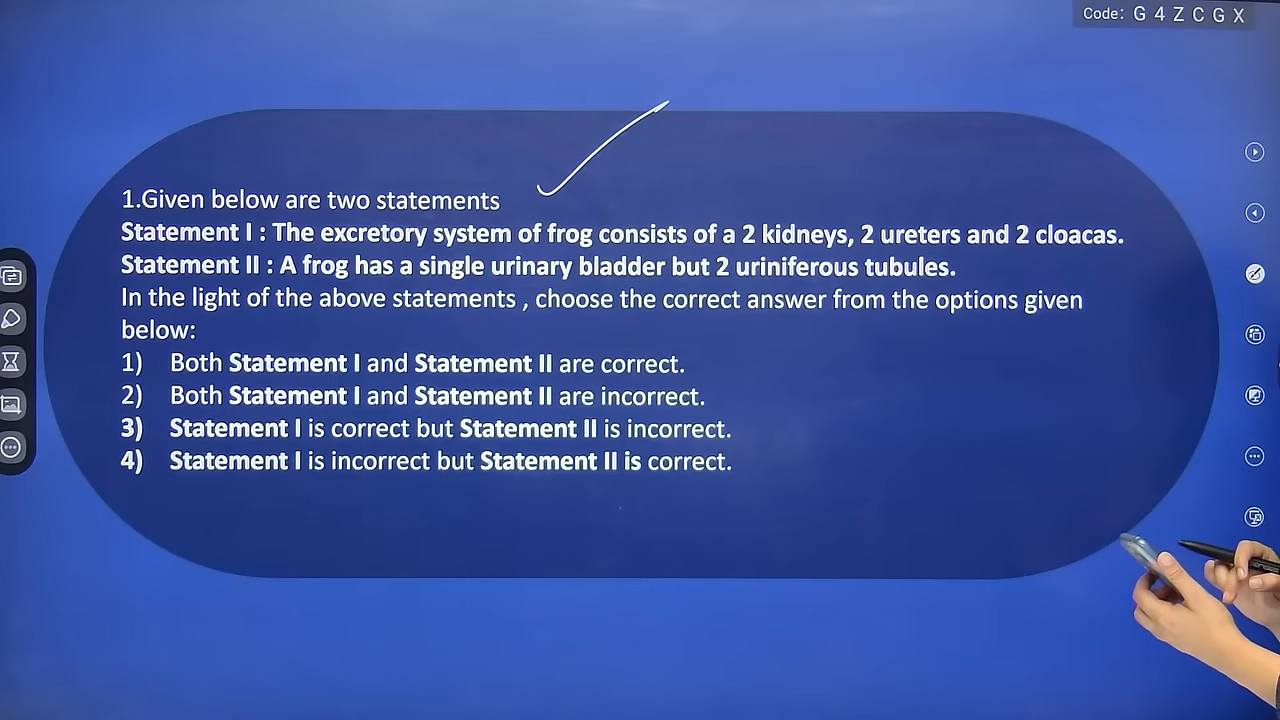 Code: G 4 Z C G X
1.Given below are two statements
Statement I : The excretory system of frog consists of a 2 kidneys, 2 ureters and 2 cloacas.
Statement II : A frog has a single urinary bladder but 2 uriniferous tubules.
In the light of the above statements , choose the correct answer from the options given
below:
1) Both Statement I and Statement II are correct.
2) Both Statement I and Statement II are incorrect.
3) Statement I is correct but Statement II is incorrect.
4) Statement I is incorrect but Statement II is correct.